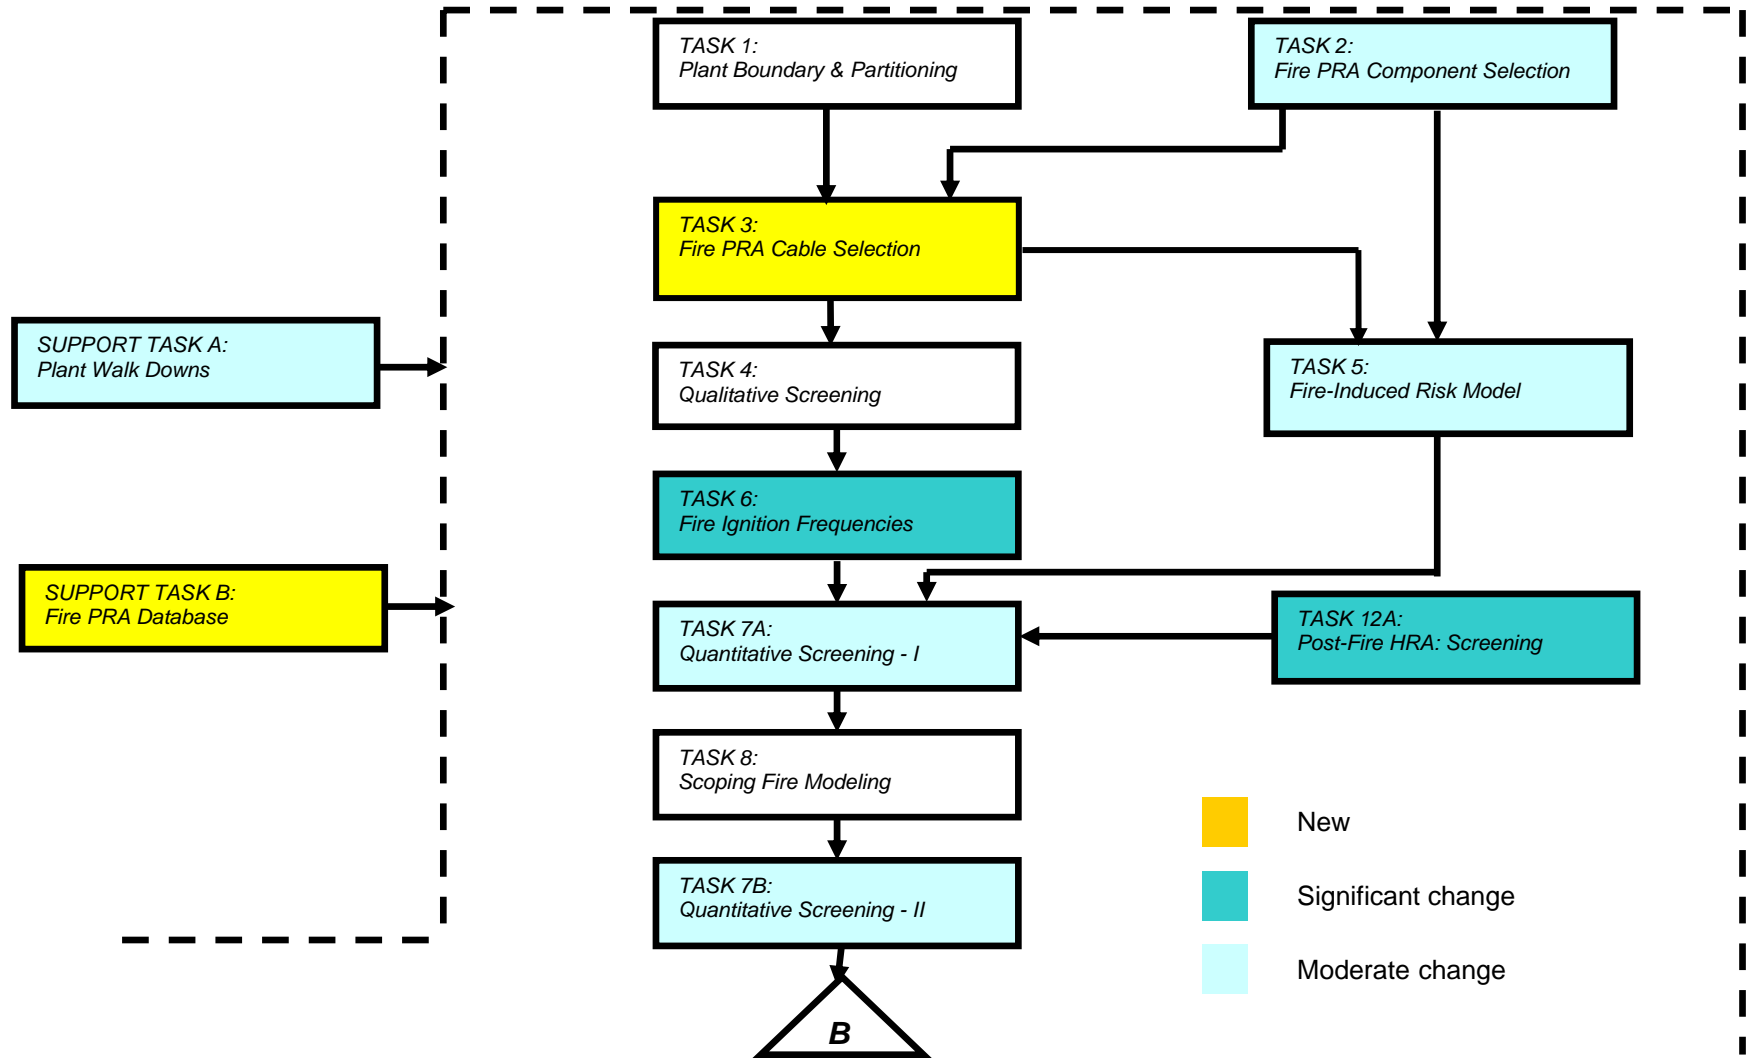 TASK 1:
Plant Boundary & Partitioning
TASK 2:
Fire PRA Component Selection
TASK 3:
Fire PRA Cable Selection
SUPPORT TASK A:
Plant Walk Downs
TASK 4:
Qualitative Screening
TASK 5:
Fire-Induced Risk Model
TASK 6:
Fire Ignition Frequencies
SUPPORT TASK B:
Fire PRA Database
TASK 7A:
Quantitative Screening - I
TASK 12A:
Post-Fire HRA: Screening
TASK 8:
Scoping Fire Modeling
TASK 7B:
Quantitative Screening - II
New
Significant change
Moderate change
B